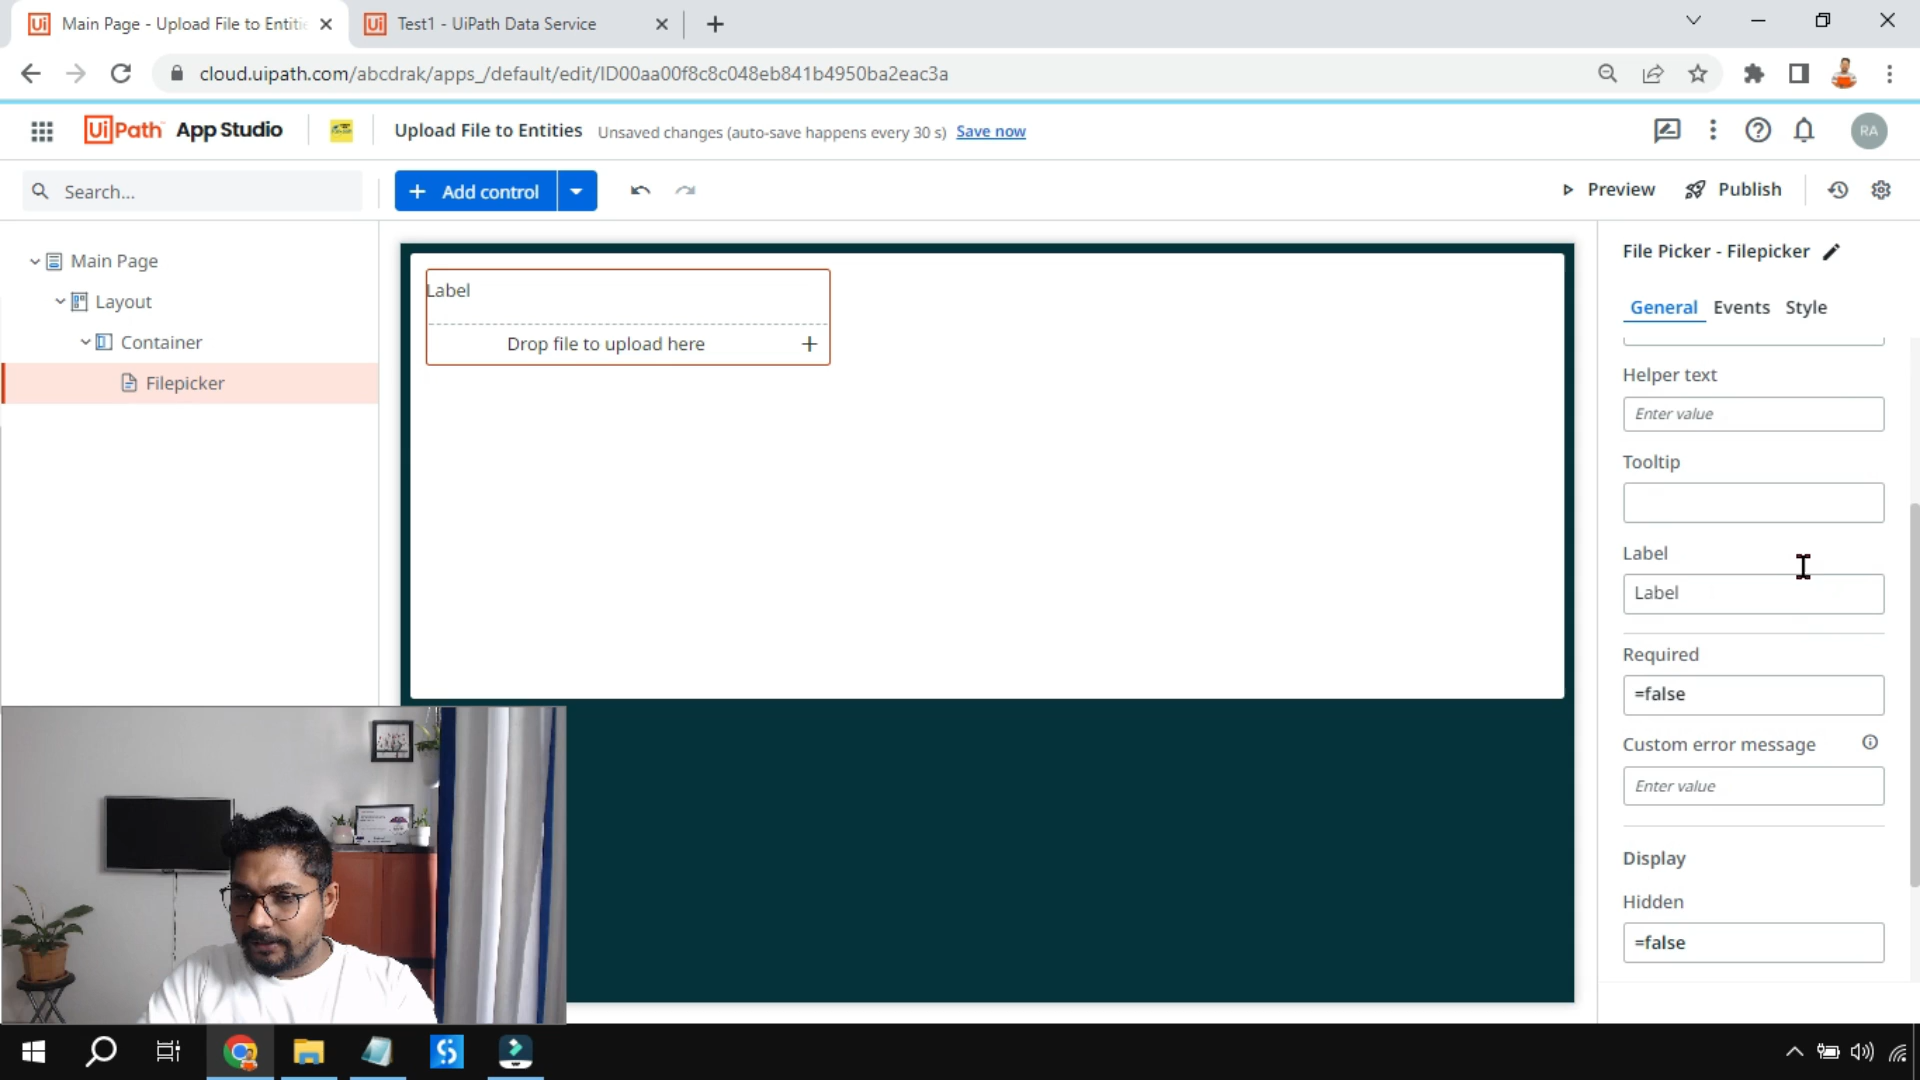 Main Page - Upload File to Entitie
Test1 - UiPath Data Service
cloud.uipath.com/abcdrak/apps_/default/edit/ID00aa00f8c8c048eb841b4950ba2eac3a
UiPath App Studio
Upload File to Entities
Unsaved changes (auto-save happens every 30 s) Save now
RA
Search...
Add control
Preview
Publish
Main Page
Layout
Container
Filepicker
Label
Drop file to upload here
File Picker - Filepicker
General Events Style
Helper text
Enter value
Tooltip
Label
Label
Required
=false
Custom error message
Enter value
Display
Hidden
=false